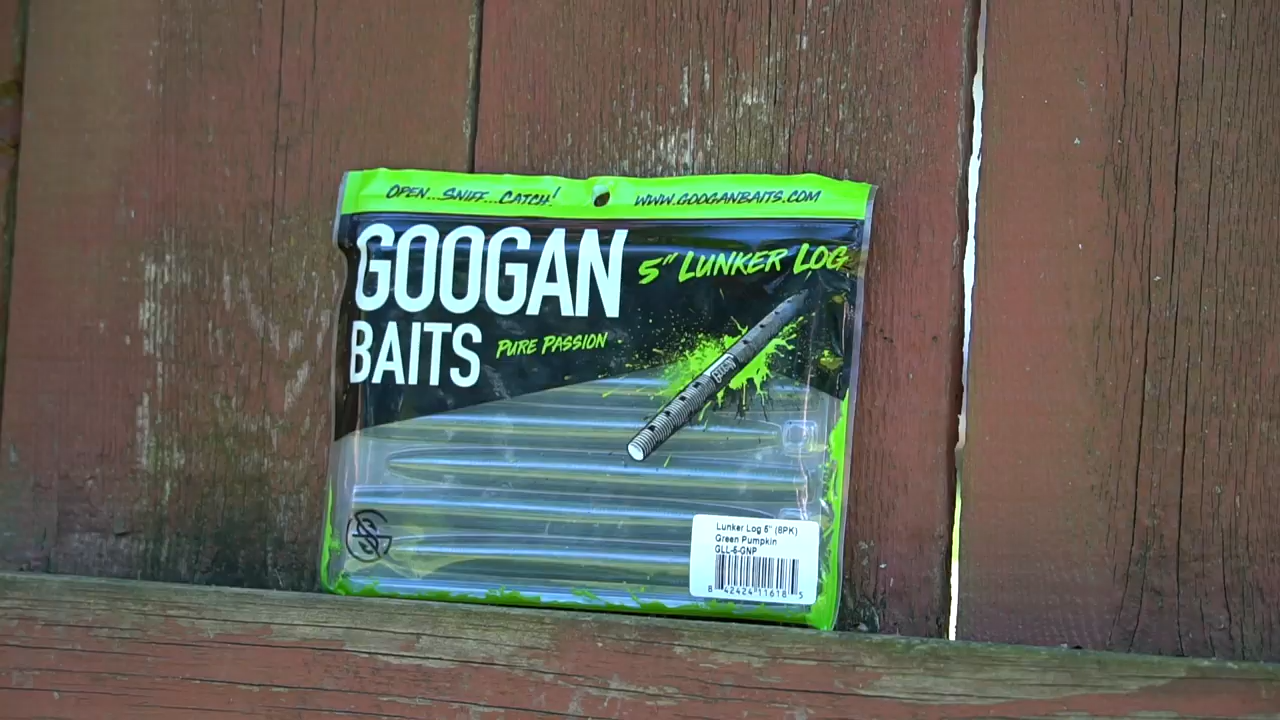 OPEN...SNIFF...CATCH! WWW.GOOGANBAITS.COM
GOOGAN
5" LUNKER LOG
BAITS PURE PASSION
Lunker Log 5" (8PK)
Green Pumpkin
GLL-5-GNP
8 42424 11618 5